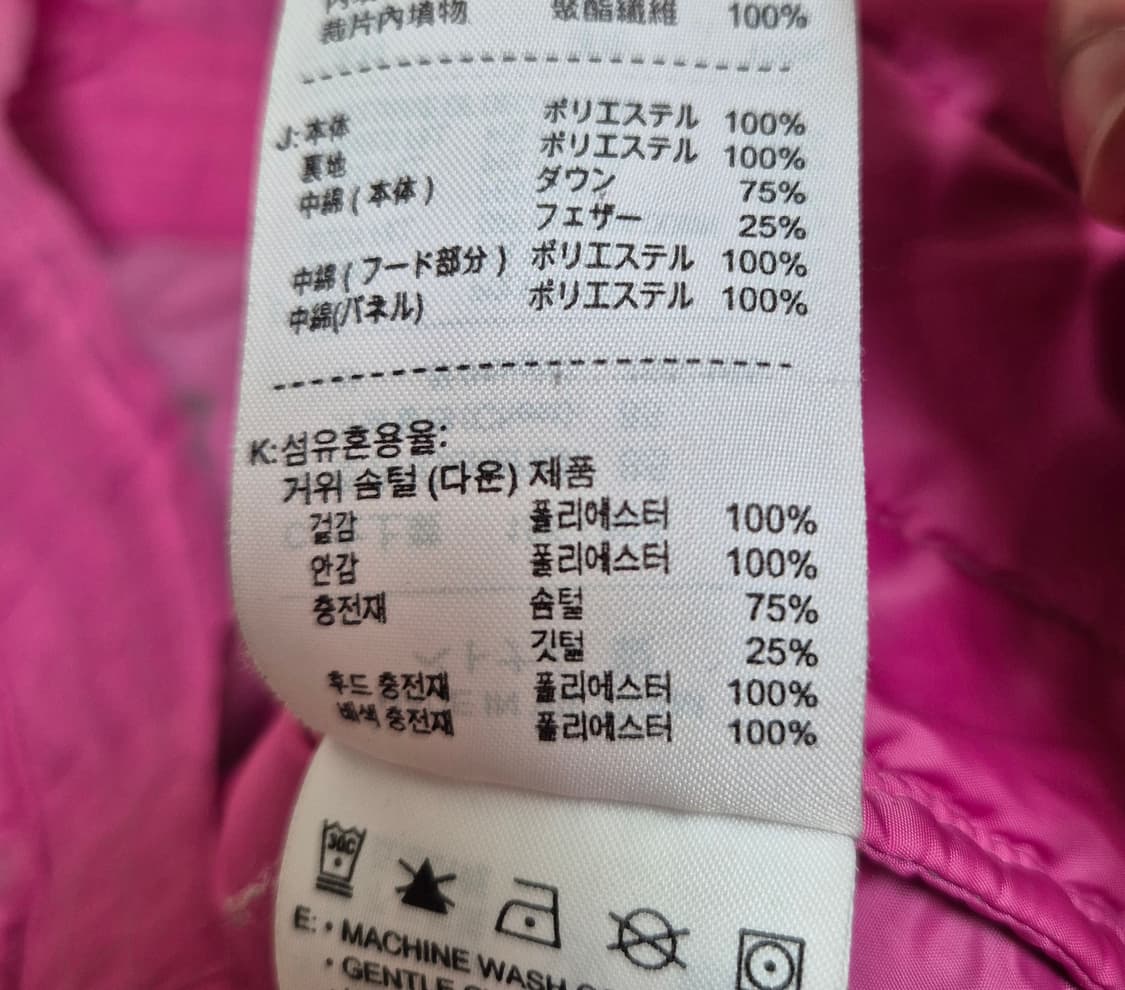 裁片內填物 聚酯纖維 100%
J: 本体 ポリエステル 100%
裏地 ポリエステル 100%
中綿 ( 本体 ) ダウン 75%
フェザー 25%
中綿 ( フード部分 ) ポリエステル 100%
中綿(パネル) ポリエステル 100%
K:섬유혼용율:
거위 솜털 (다운) 제품
겉감 폴리에스터 100%
안감 폴리에스터 100%
충전재 솜털 75%
깃털 25%
후드 충전재 폴리에스터 100%
배색 충전재 폴리에스터 100%
30C
E: • MACHINE WASH
• GENTLE